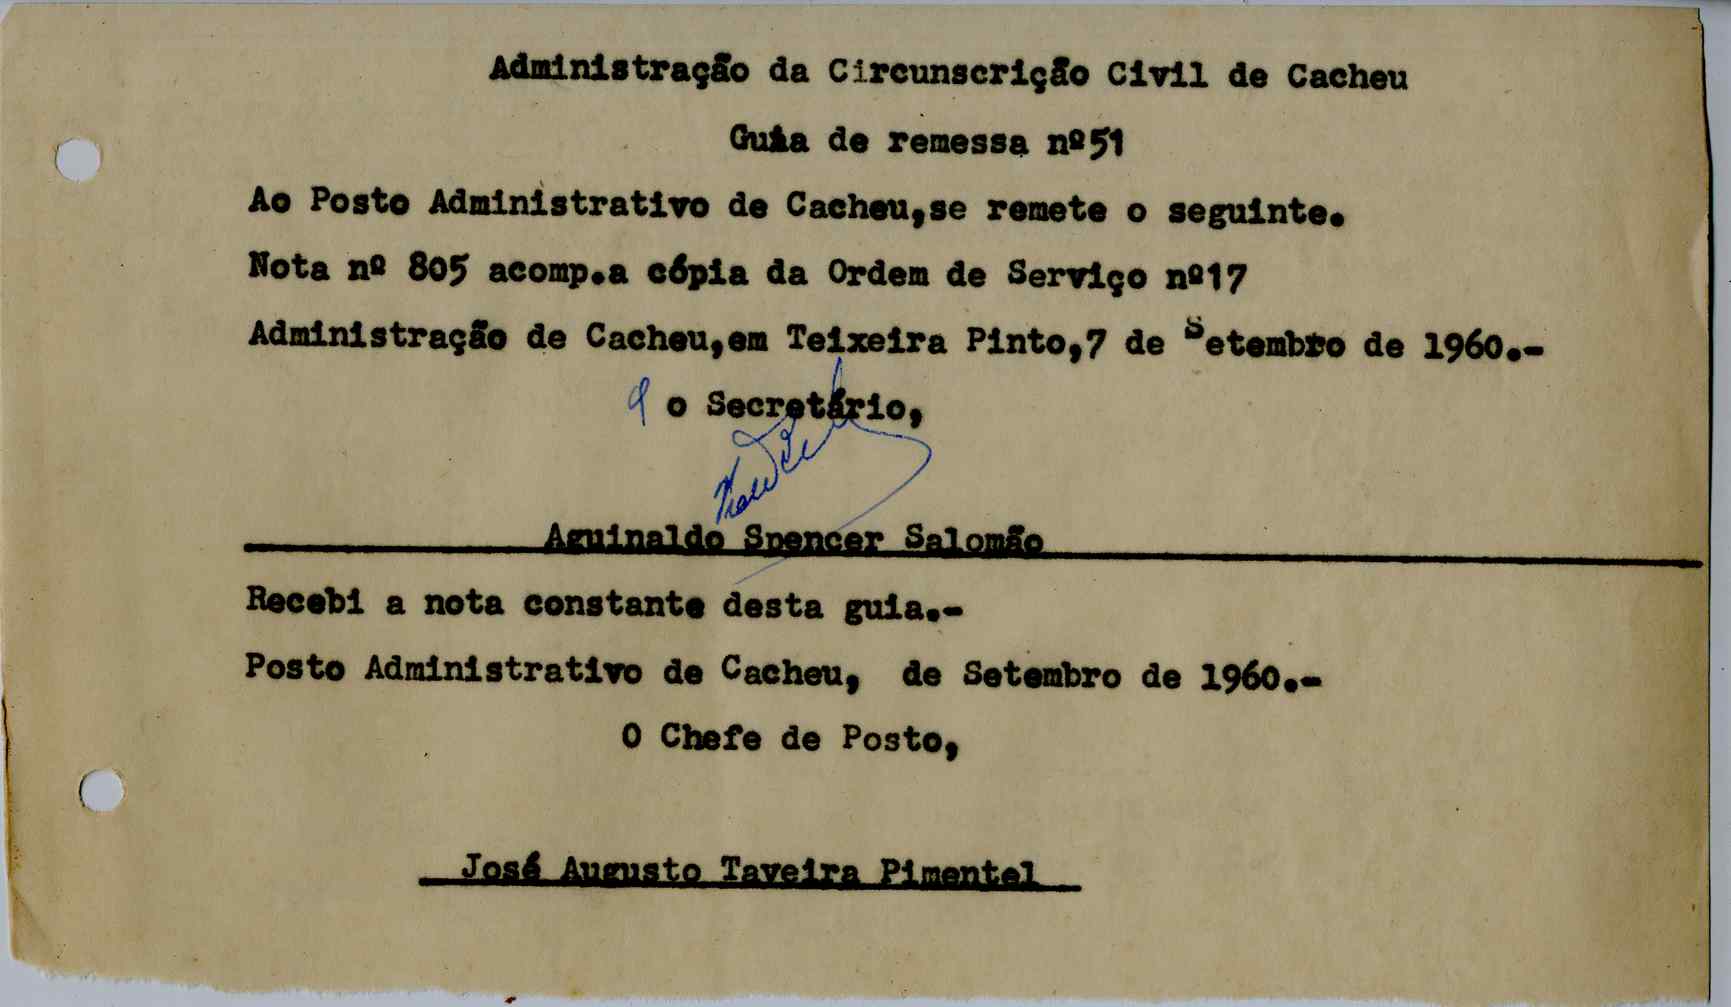 Administração da Circunscrição Civil de Cacheu
Guia de remessa nº51
Ao Posto Administrativo de Cacheu,se remete o seguinte.
Nota nº 805 acomp.a cópia da Ordem de Serviço nº17
Administração de Cacheu,em Teixeira Pinto,7 de Setembro de 1960.-
o Secretário,
Aguinaldo Spencer Salomão
Recebi a nota constante desta guia.-
Posto Administrativo de Cacheu, de Setembro de 1960.-
O Chefe de Posto,
José Augusto Taveira Pimentel